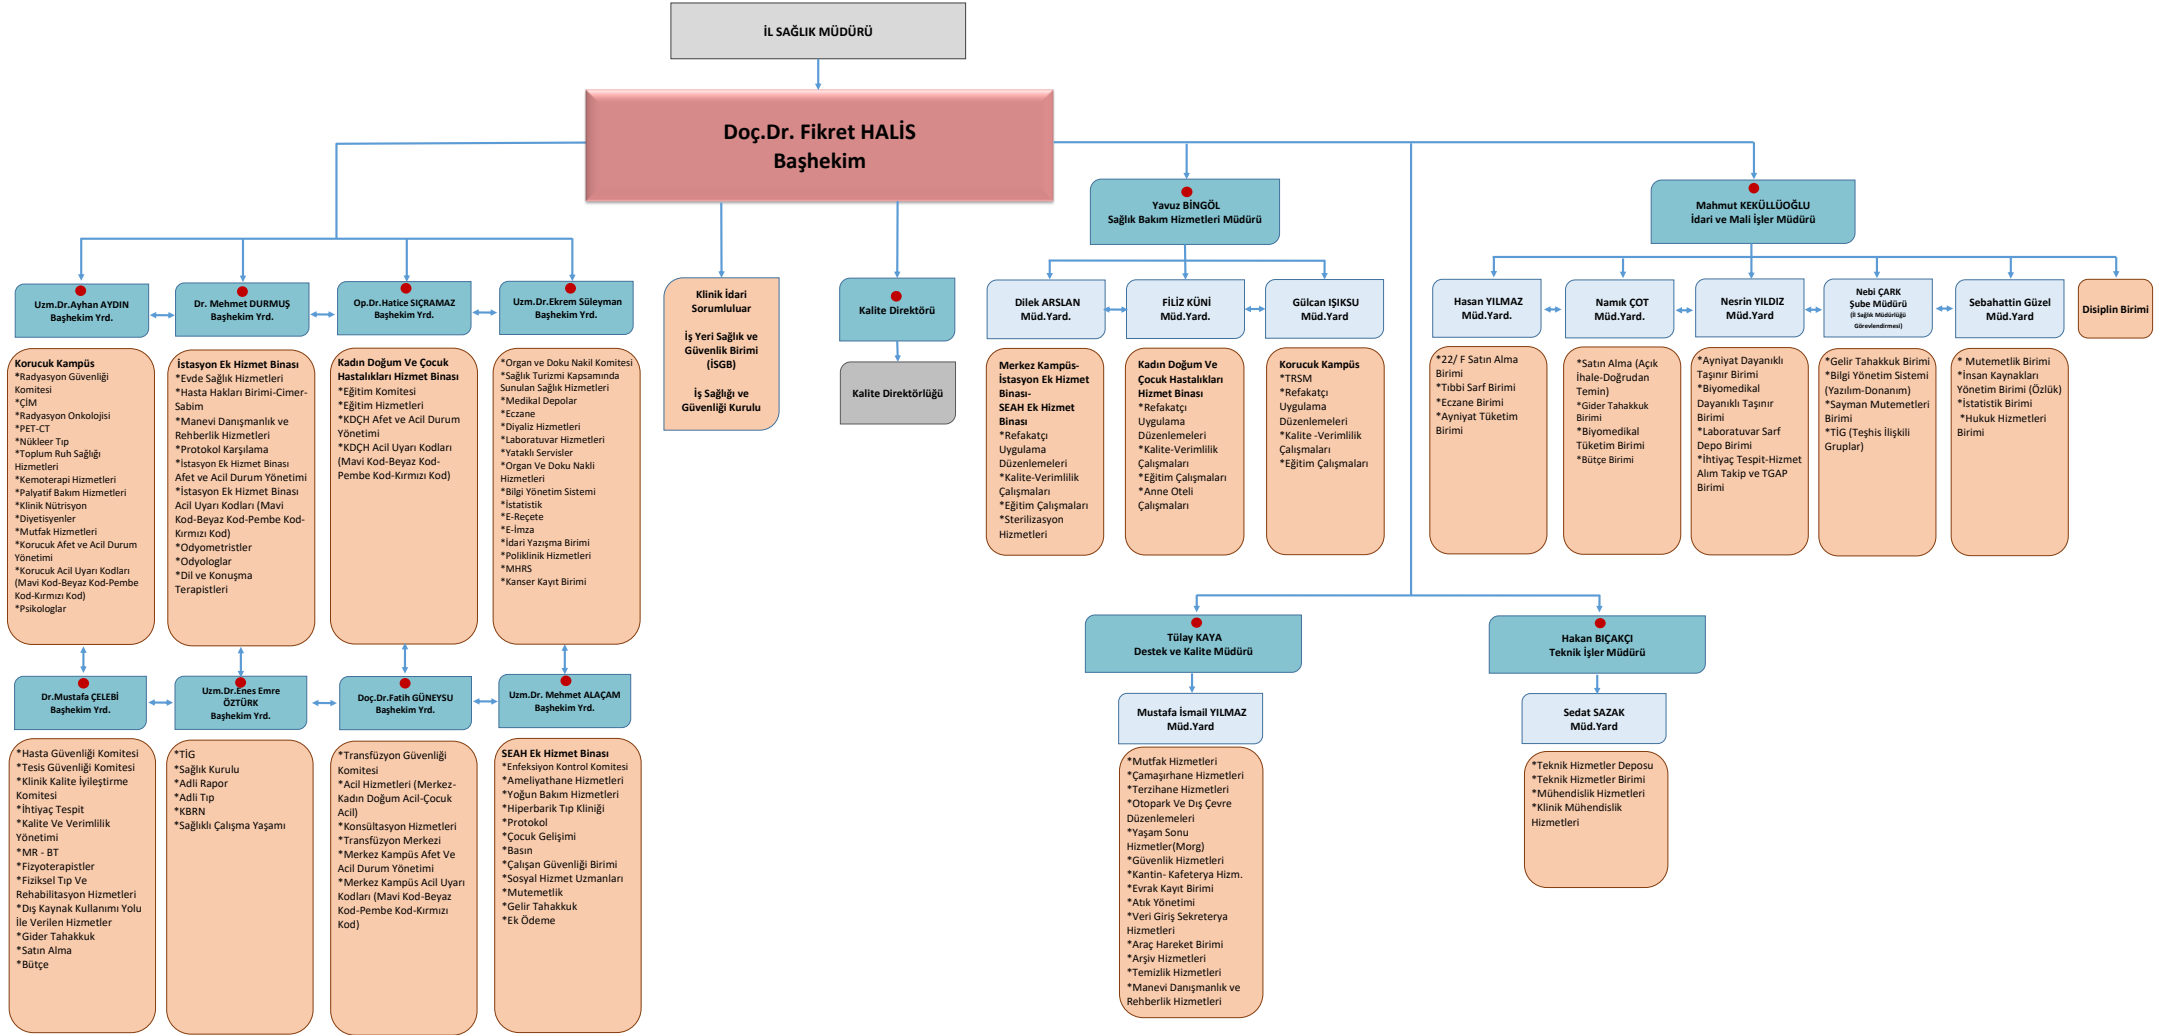 İL SAĞLIK MÜDÜRÜ
Doç.Dr. Fikret HALİS
Başhekim
Yavuz BİNGÖL
Sağlık Bakım Hizmetleri Müdürü
Mahmut KEKÜLLÜOĞLU
İdari ve Mali İşler Müdürü
Uzm.Dr.Ayhan AYDIN
Başhekim Yrd.
Dr. Mehmet DURMUŞ
Başhekim Yrd.
Op.Dr.Hatice SIÇRAMAZ
Başhekim Yrd.
Uzm.Dr.Ekrem Süleyman
Başhekim Yrd.
Klinik İdari
Sorumluluar
İş Yeri Sağlık ve
Güvenlik Birimi
(İSGB)
İş Sağlığı ve
Güvenliği Kurulu
Kalite Direktörü
Kalite Direktörlüğü
Dilek ARSLAN
Müd.Yard.
FİLİZ KÜNİ
Müd.Yard.
Gülcan IŞIKSU
Müd.Yard
Hasan YILMAZ
Müd.Yard.
Namık ÇOT
Müd.Yard.
Nesrin YILDIZ
Müd.Yard
Nebi ÇARK
Şube Müdürü
(İl Sağlık Müdürlüğü
Görevlendirmesi)
Sebahattin Güzel
Müd.Yard
Disiplin Birimi
Korucuk Kampüs
*Radyasyon Güvenliği
Komitesi
*ÇİM
*Radyasyon Onkolojisi
*PET-CT
*Nükleer Tıp
*Toplum Ruh Sağlığı
Hizmetleri
*Kemoterapi Hizmetleri
*Palyatif Bakım Hizmetleri
*Klinik Nütrisyon
*Diyetisyenler
*Mutfak Hizmetleri
*Korucuk Afet ve Acil Durum
Yönetimi
*Korucuk Acil Uyarı Kodları
(Mavi Kod-Beyaz Kod-Pembe
Kod-Kırmızı Kod)
*Psikologlar
İstasyon Ek Hizmet Binası
*Evde Sağlık Hizmetleri
*Hasta Hakları Birimi-Cimer-
Sabim
*Manevi Danışmanlık ve
Rehberlik Hizmetleri
*Protokol Karşılama
*İstasyon Ek Hizmet Binası
Afet ve Acil Durum Yönetimi
*İstasyon Ek Hizmet Binası
Acil Uyarı Kodları (Mavi
Kod-Beyaz Kod-Pembe Kod-
Kırmızı Kod)
*Odyometristler
*Odyologlar
*Dil ve Konuşma
Terapistleri
Kadın Doğum Ve Çocuk
Hastalıkları Hizmet Binası
*Eğitim Komitesi
*Eğitim Hizmetleri
*KDÇH Afet ve Acil Durum
Yönetimi
*KDÇH Acil Uyarı Kodları
(Mavi Kod-Beyaz Kod-
Pembe Kod-Kırmızı Kod)
*Organ ve Doku Nakil Komitesi
*Sağlık Turizmi Kapsamında
Sunulan Sağlık Hizmetleri
*Medikal Depolar
*Eczane
*Diyaliz Hizmetleri
*Laboratuvar Hizmetleri
*Yataklı Servisler
*Organ Ve Doku Nakli
Hizmetleri
*Bilgi Yönetim Sistemi
*İstatistik
*E-Reçete
*E-İmza
*İdari Yazışma Birimi
*Poliklinik Hizmetleri
*MHRS
*Kanser Kayıt Birimi
Merkez Kampüs-
İstasyon Ek Hizmet
Binası-
SEAH Ek Hizmet
Binası
*Refakatçı
Uygulama
Düzenlemeleri
*Kalite-Verimlilik
Çalışmaları
*Eğitim Çalışmaları
*Sterilizasyon
Hizmetleri
Kadın Doğum Ve
Çocuk Hastalıkları
Hizmet Binası
*Refakatçı
Uygulama
Düzenlemeleri
*Kalite-Verimlilik
Çalışmaları
*Eğitim Çalışmaları
*Anne Oteli
Çalışmaları
Korucuk Kampüs
*TRSM
*Refakatçı
Uygulama
Düzenlemeleri
*Kalite -Verimlilik
Çalışmaları
*Eğitim Çalışmaları
*22/ F Satın Alma
Birimi
*Tıbbi Sarf Birimi
*Eczane Birimi
*Ayniyat Tüketim
Birimi
*Satın Alma (Açık
İhale-Doğrudan
Temin)
*Gider Tahakkuk
Birimi
*Biyomedikal
Tüketim Birimi
*Bütçe Birimi
*Ayniyat Dayanıklı
Taşınır Birimi
*Biyomedikal
Dayanıklı Taşınır
Birimi
*Laboratuvar Sarf
Depo Birimi
*İhtiyaç Tespit-Hizmet
Alım Takip ve TGAP
Birimi
*Gelir Tahakkuk Birimi
*Bilgi Yönetim Sistemi
(Yazılım-Donanım)
*Sayman Mutemetleri
Birimi
*TİG (Teşhis İlişkili
Gruplar)
* Mutemetlik Birimi
*İnsan Kaynakları
Yönetim Birimi (Özlük)
*İstatistik Birimi
*Hukuk Hizmetleri
Birimi
Tülay KAYA
Destek ve Kalite Müdürü
Hakan BIÇAKÇI
Teknik İşler Müdürü
Dr.Mustafa ÇELEBİ
Başhekim Yrd.
Uzm.Dr.Enes Emre
ÖZTÜRK
Başhekim Yrd.
Doç.Dr.Fatih GÜNEYSU
Başhekim Yrd.
Uzm.Dr. Mehmet ALAÇAM
Başhekim Yrd.
Mustafa İsmail YILMAZ
Müd.Yard
Sedat SAZAK
Müd.Yard
*Hasta Güvenliği Komitesi
*Tesis Güvenliği Komitesi
*Klinik Kalite İyileştirme
Komitesi
*İhtiyaç Tespit
*Kalite Ve Verimlilik
Yönetimi
*MR - BT
*Fizyoterapistler
*Fiziksel Tıp Ve
Rehabilitasyon Hizmetleri
*Dış Kaynak Kullanımı Yolu
İle Verilen Hizmetler
*Gider Tahakkuk
*Satın Alma
*Bütçe
*TİG
*Sağlık Kurulu
*Adli Rapor
*Adli Tıp
*KBRN
*Sağlıklı Çalışma Yaşamı
*Transfüzyon Güvenliği
Komitesi
*Acil Hizmetleri (Merkez-
Kadın Doğum Acil-Çocuk
Acil)
*Konsültasyon Hizmetleri
*Transfüzyon Merkezi
*Merkez Kampüs Afet Ve
Acil Durum Yönetimi
*Merkez Kampüs Acil Uyarı
Kodları (Mavi Kod-Beyaz
Kod-Pembe Kod-Kırmızı
Kod)
SEAH Ek Hizmet Binası
*Enfeksiyon Kontrol Komitesi
*Ameliyathane Hizmetleri
*Yoğun Bakım Hizmetleri
*Hiperbarik Tıp Kliniği
*Protokol
*Çocuk Gelişimi
*Basın
*Çalışan Güvenliği Birimi
*Sosyal Hizmet Uzmanları
*Mutemetlik
*Gelir Tahakkuk
*Ek Ödeme
*Mutfak Hizmetleri
*Çamaşırhane Hizmetleri
*Terzihane Hizmetleri
*Otopark Ve Dış Çevre
Düzenlemeleri
*Yaşam Sonu
Hizmetler(Morg)
*Güvenlik Hizmetleri
*Kantin- Kafeterya Hizm.
*Evrak Kayıt Birimi
*Atık Yönetimi
*Veri Giriş Sekreterya
Hizmetleri
*Araç Hareket Birimi
*Arşiv Hizmetleri
*Temizlik Hizmetleri
*Manevi Danışmanlık ve
Rehberlik Hizmetleri
*Teknik Hizmetler Deposu
*Teknik Hizmetler Birimi
*Mühendislik Hizmetleri
*Klinik Mühendislik
Hizmetleri